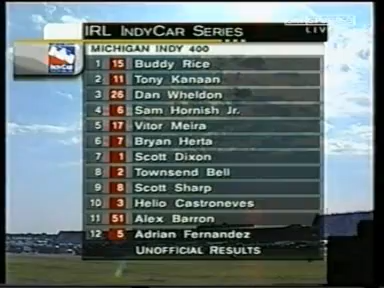 IRL INDYCAR SERIES
LIV
MICHIGAN INDY 400
1 15 Buddy Rice
2 11 Tony Kanaan
3 26 Dan Wheldon
4 6 Sam Hornish Jr.
5 17 Vitor Meira
6 7 Bryan Herta
7 1 Scott Dixon
8 2 Townsend Bell
9 8 Scott Sharp
10 3 Helio Castroneves
11 51 Alex Barron
12 5 Adrian Fernandez
UNOFFICIAL RESULTS
INDYCAR